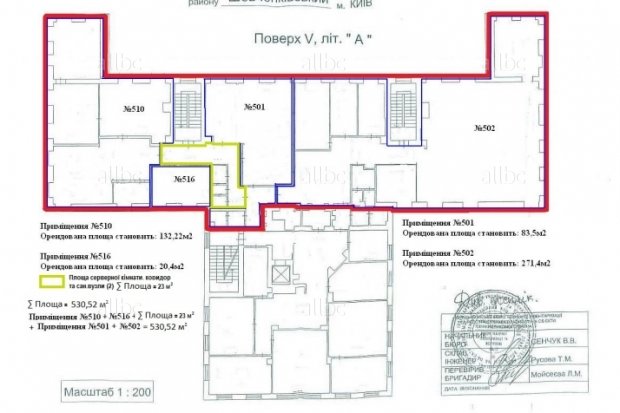 району ШЕВЧЕНКІВСЬКИЙ м. КИЇВ
Поверх V, літ. " А "
allbc
№510
№501
№502
№516
Приміщення №510
Орендована площа становить: 132,22м2
Приміщення №516
Орендована площа становить: 20,4м2
Площа серверної кімнати, коридор
та сан.вузли (2) ∑ Площа = 23 м²
∑ Площа = 530,52 м²
Приміщення №510 + №516 + ∑ Площа = 23 м²
+ Приміщення №501 + №502 = 530,52 м²
Приміщення №501
Орендована площа становить: 83,5м2
Приміщення №502
Орендована площа становить: 271,4м2
НАЧАЛЬНИК
БЮРО СЕНЧУК В.В.
СКЛАВ
ІНЖЕНЕР Русова Т.М.
ПЕРЕВІРИВ
БРИГАДИР Мойсеєва Л.М.
Масштаб 1 : 200